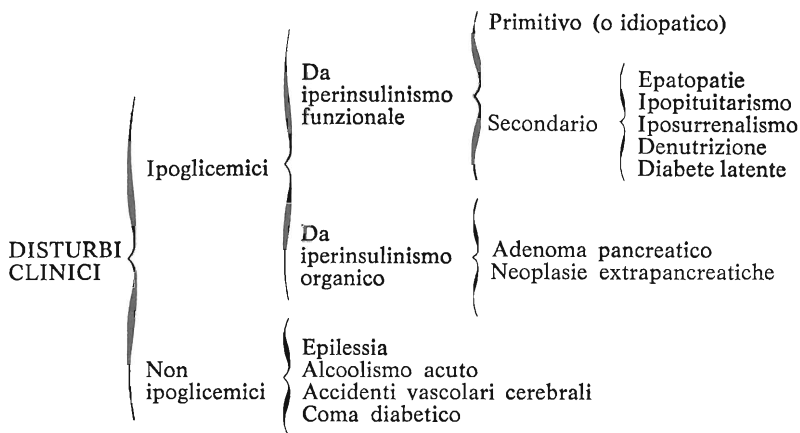 DISTURBI
CLINICI
Ipoglicemici
Da
iperinsulinismo
funzionale
Primitivo (o idiopatico)
Secondario
Epatopatie
Ipopituitarismo
Iposurrenalismo
Denutrizione
Diabete latente
Da
iperinsulinismo
organico
Adenoma pancreatico
Neoplasie extrapancreatiche
Non
ipoglicemici
Epilessia
Alcoolismo acuto
Accidenti vascolari cerebrali
Coma diabetico